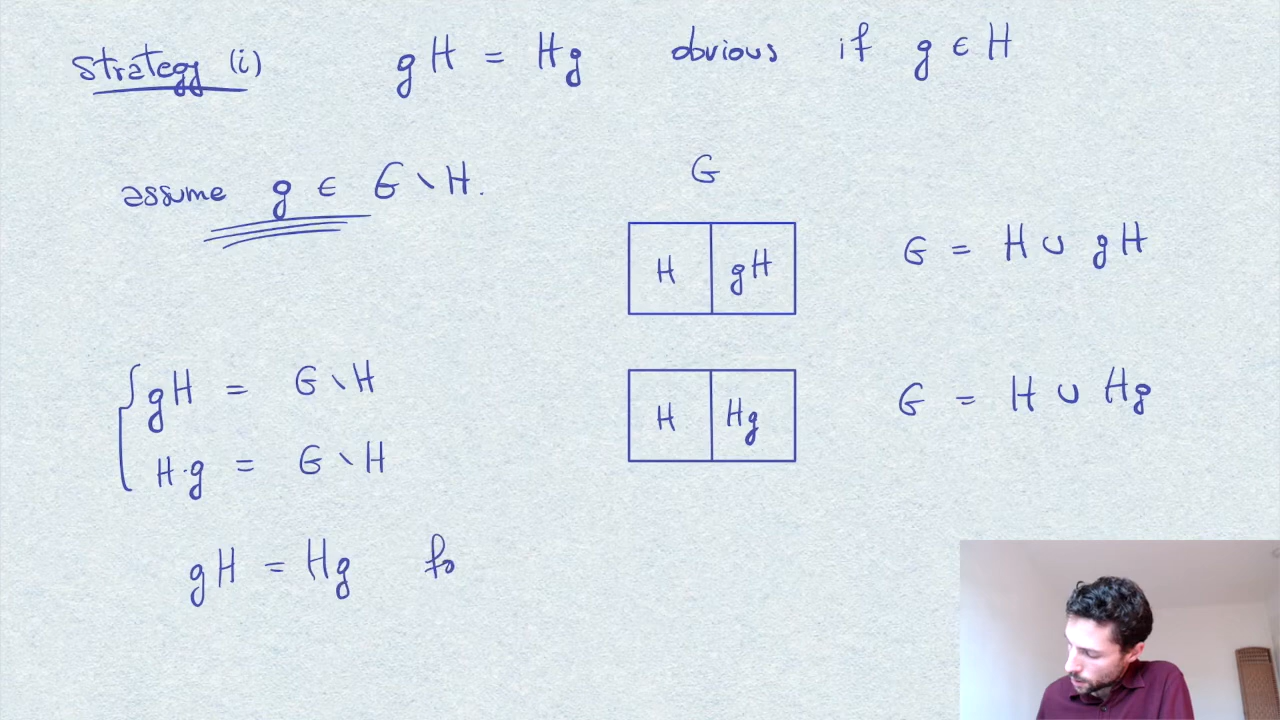 strategy (i) gH = Hg obvious if g ∈ H
assume g ∈ G \ H.
G
H gH
G = H ∪ gH
gH = G \ H
H Hg
G = H ∪ Hg
H·g = G \ H
gH = Hg fo